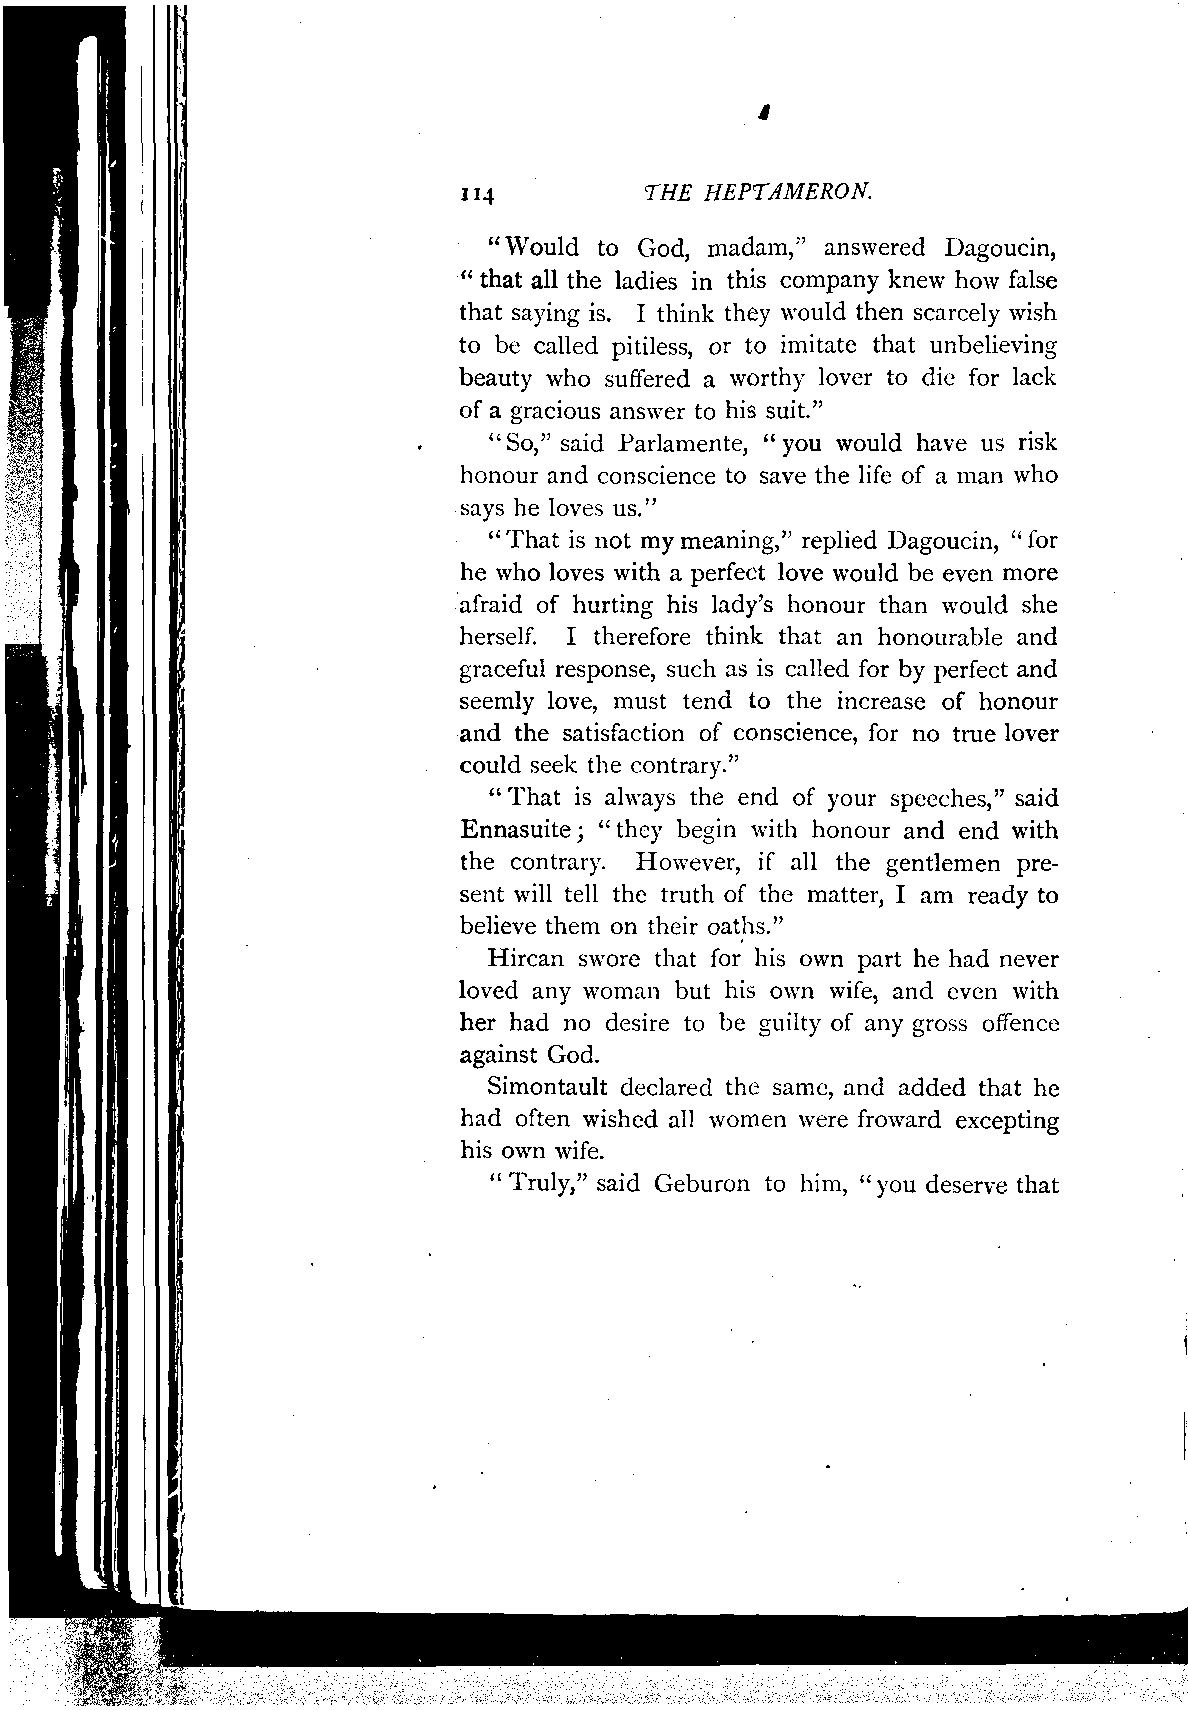 114 THE HEPTAMERON.
"Would to God, madam," answered Dagoucin,
"that all the ladies in this company knew how false
that saying is. I think they would then scarcely wish
to be called pitiless, or to imitate that unbelieving
beauty who suffered a worthy lover to die for lack
of a gracious answer to his suit."
"So," said Parlamente, "you would have us risk
honour and conscience to save the life of a man who
says he loves us."
"That is not my meaning," replied Dagoucin, "for
he who loves with a perfect love would be even more
afraid of hurting his lady's honour than would she
herself. I therefore think that an honourable and
graceful response, such as is called for by perfect and
seemly love, must tend to the increase of honour
and the satisfaction of conscience, for no true lover
could seek the contrary."
"That is always the end of your speeches," said
Ennasuite; "they begin with honour and end with
the contrary. However, if all the gentlemen pre-
sent will tell the truth of the matter, I am ready to
believe them on their oaths."
Hircan swore that for his own part he had never
loved any woman but his own wife, and even with
her had no desire to be guilty of any gross offence
against God.
Simontault declared the same, and added that he
had often wished all women were froward excepting
his own wife.
"Truly," said Geburon to him, "you deserve that